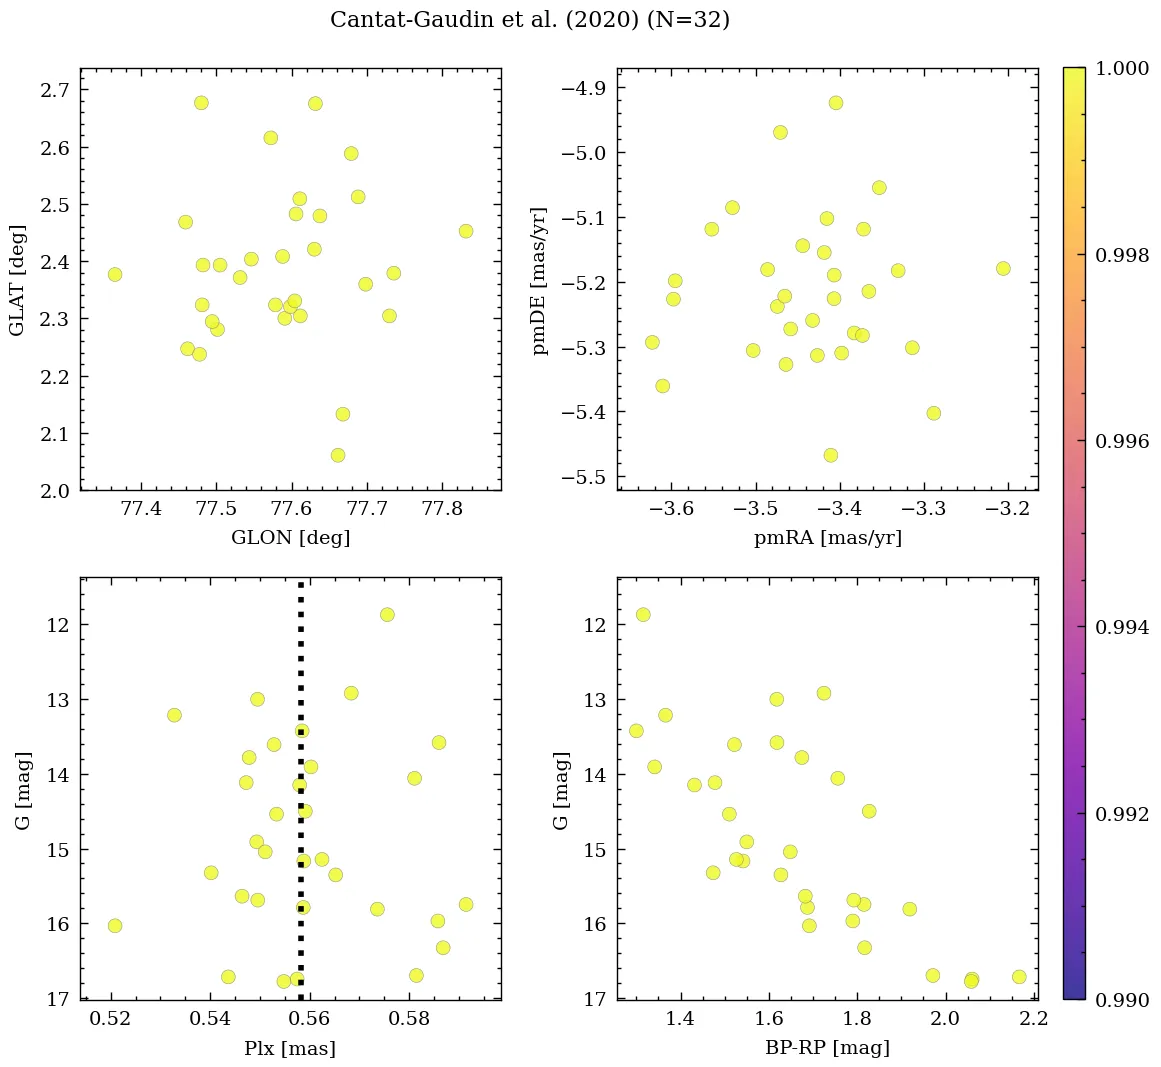 Cantat-Gaudin et al. (2020) (N=32)
2.7
2.6
2.5
2.4
2.3
2.2
2.1
2.0
GLAT [deg]
77.4 77.5 77.6 77.7 77.8
GLON [deg]
−4.9
−5.0
−5.1
−5.2
−5.3
−5.4
−5.5
pmDE [mas/yr]
−3.6 −3.5 −3.4 −3.3 −3.2
pmRA [mas/yr]
12
13
14
15
16
17
G [mag]
0.52 0.54 0.56 0.58
Plx [mas]
12
13
14
15
16
17
G [mag]
1.4 1.6 1.8 2.0 2.2
BP-RP [mag]
1.000
0.998
0.996
0.994
0.992
0.990